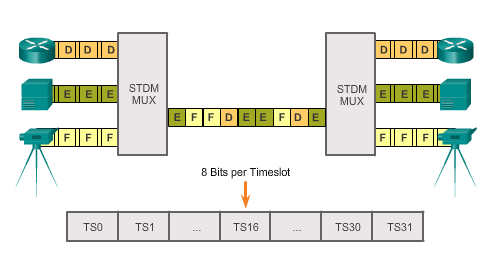 D D D
E E E
F F F
STDM
MUX
E F F D E E F D E
STDM
MUX
D D D
E E E
F F F
8 Bits per Timeslot
TS0 TS1 ... TS16 ... TS30 TS31